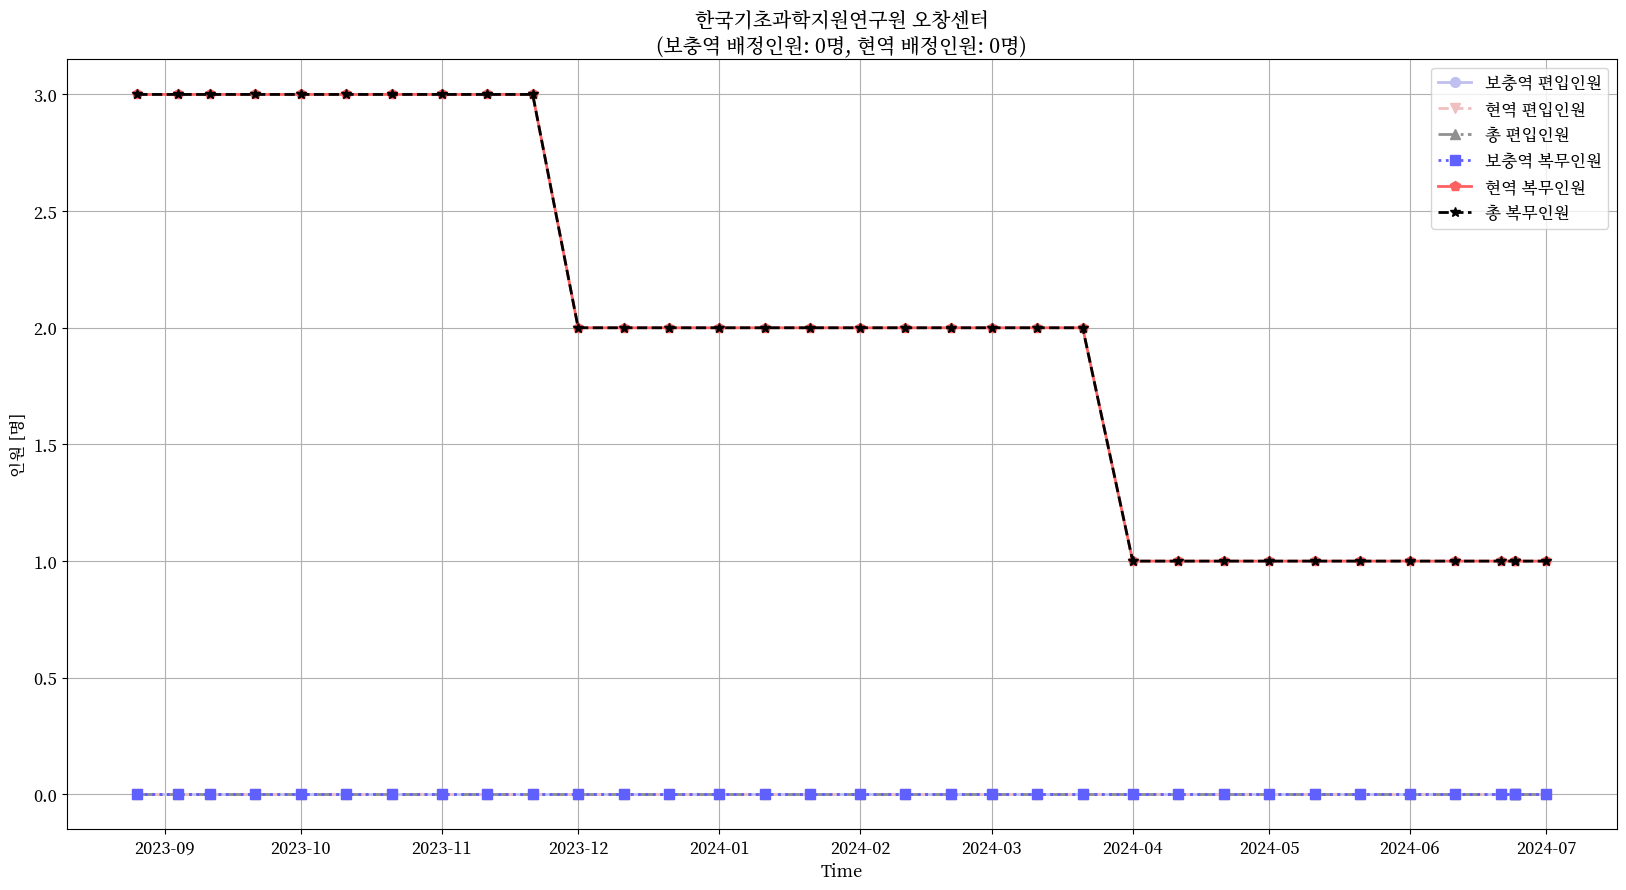 한국기초과학지원연구원 오창센터
(보충역 배정인원: 0명, 현역 배정인원: 0명)
보충역 편입인원
현역 편입인원
총 편입인원
보충역 복무인원
현역 복무인원
총 복무인원
인원 [명]
3.0
2.5
2.0
1.5
1.0
0.5
0.0
2023-09 2023-10 2023-11 2023-12 2024-01 2024-02 2024-03 2024-04 2024-05 2024-06 2024-07
Time